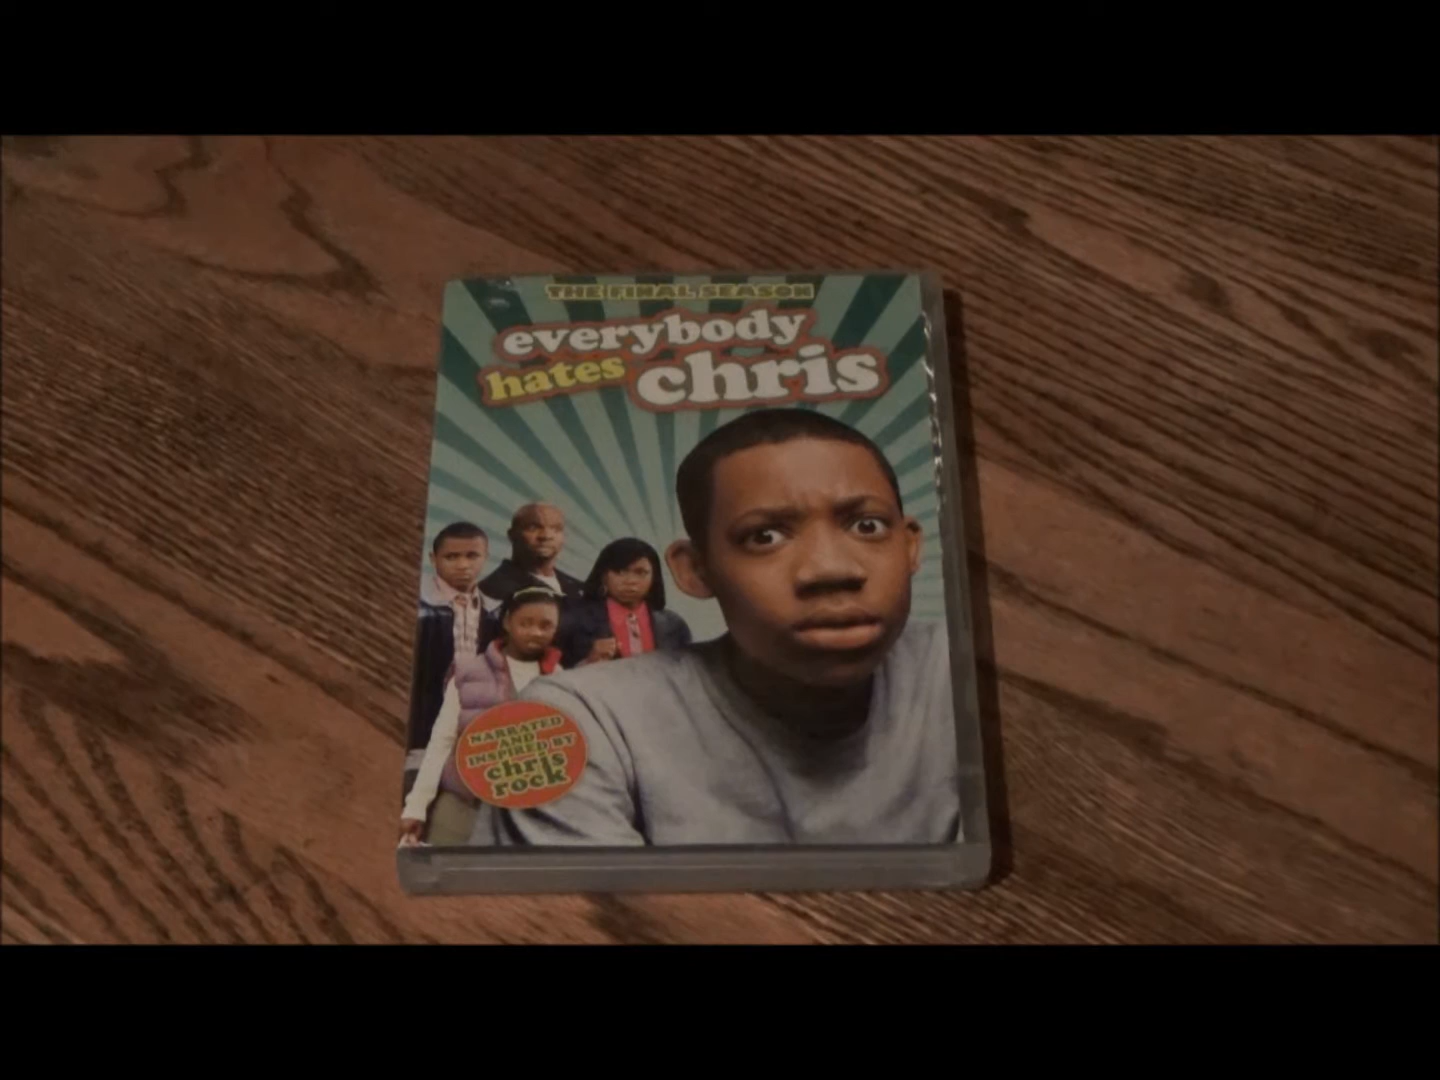 THE FINAL SEASON
everybody
hates chris
NARRATED
AND
INSPIRED BY
chris
rock